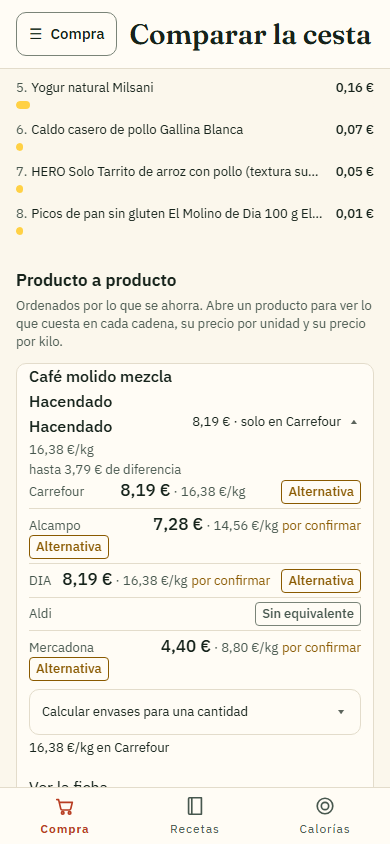 ☰ Compra
Comparar la cesta
5. Yogur natural Milsani 0,16 €
6. Caldo casero de pollo Gallina Blanca 0,07 €
7. HERO Solo Tarrito de arroz con pollo (textura su... 0,05 €
8. Picos de pan sin gluten El Molino de Dia 100 g El... 0,01 €
Producto a producto
Ordenados por lo que se ahorra. Abre un producto para ver lo
que cuesta en cada cadena, su precio por unidad y su precio
por kilo.
Café molido mezcla
Hacendado
Hacendado 8,19 € · solo en Carrefour
16,38 €/kg
hasta 3,79 € de diferencia
Carrefour 8,19 € · 16,38 €/kg Alternativa
Alcampo 7,28 € · 14,56 €/kg por confirmar
Alternativa
DIA 8,19 € · 16,38 €/kg por confirmar Alternativa
Aldi Sin equivalente
Mercadona 4,40 € · 8,80 €/kg por confirmar
Alternativa
Calcular envases para una cantidad
16,38 €/kg en Carrefour
Ver la ficha
Compra Recetas Calorías